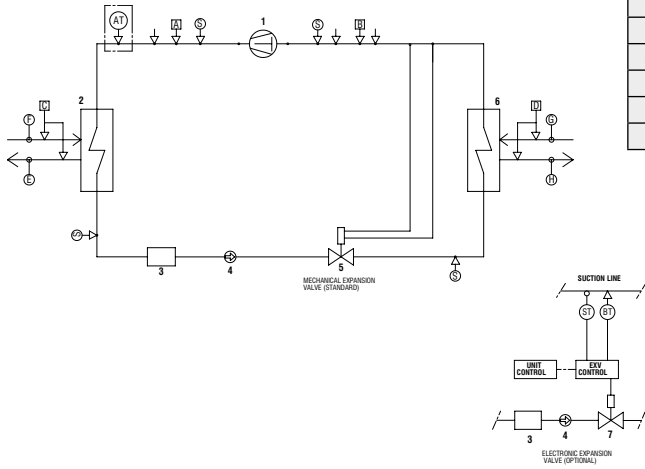 AT
A
S
1
S
B
C
2
F
E
6
D
G
H
S
3
4
5
S
MECHANICAL EXPANSION
VALVE (STANDARD)
SUCTION LINE
ST
BT
UNIT
CONTROL
EXV
CONTROL
3
4
7
ELECTRONIC EXPANSION
VALVE (OPTIONAL)